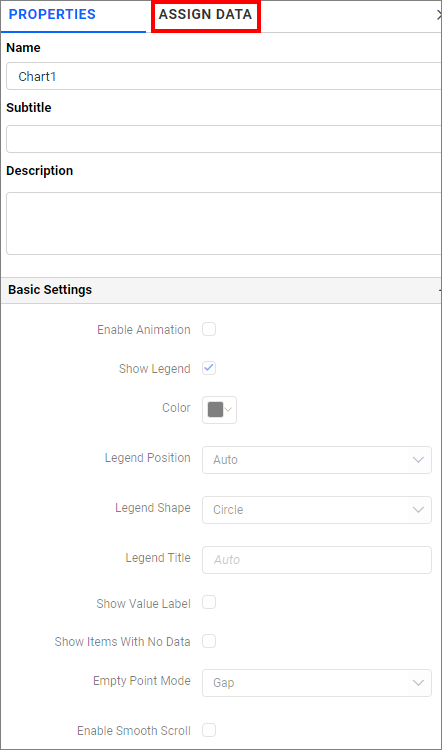 PROPERTIES ASSIGN DATA
Name
Chart1
Subtitle
Description
Basic Settings
Enable Animation
Show Legend
Color
Legend Position Auto
Legend Shape Circle
Legend Title Auto
Show Value Label
Show Items With No Data
Empty Point Mode Gap
Enable Smooth Scroll